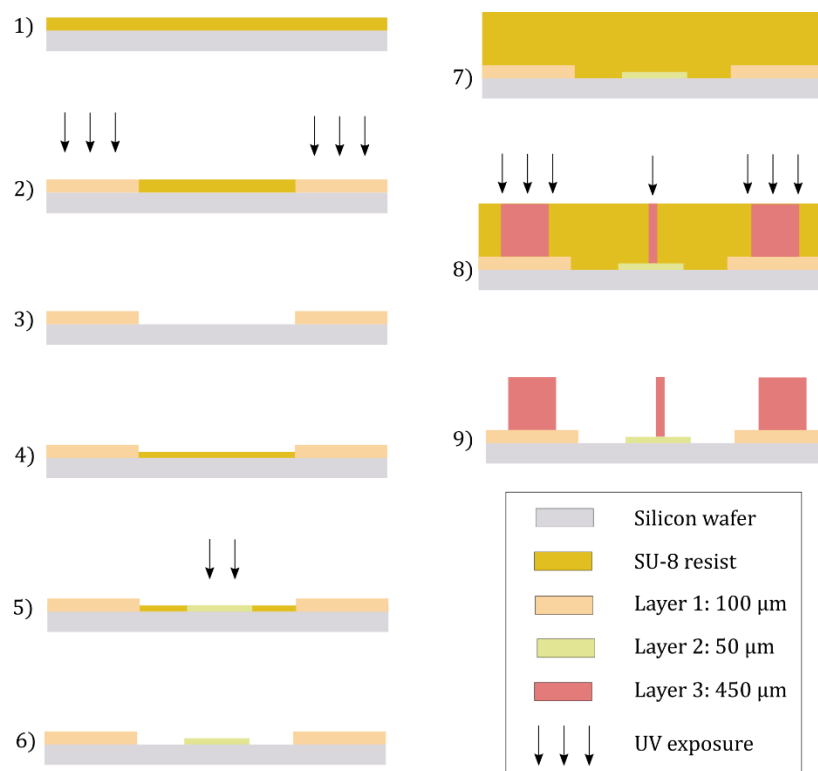 1)
2)
3)
4)
5)
6)
7)
8)
9)
Silicon wafer
SU-8 resist
Layer 1: 100 μm
Layer 2: 50 μm
Layer 3: 450 μm
UV exposure